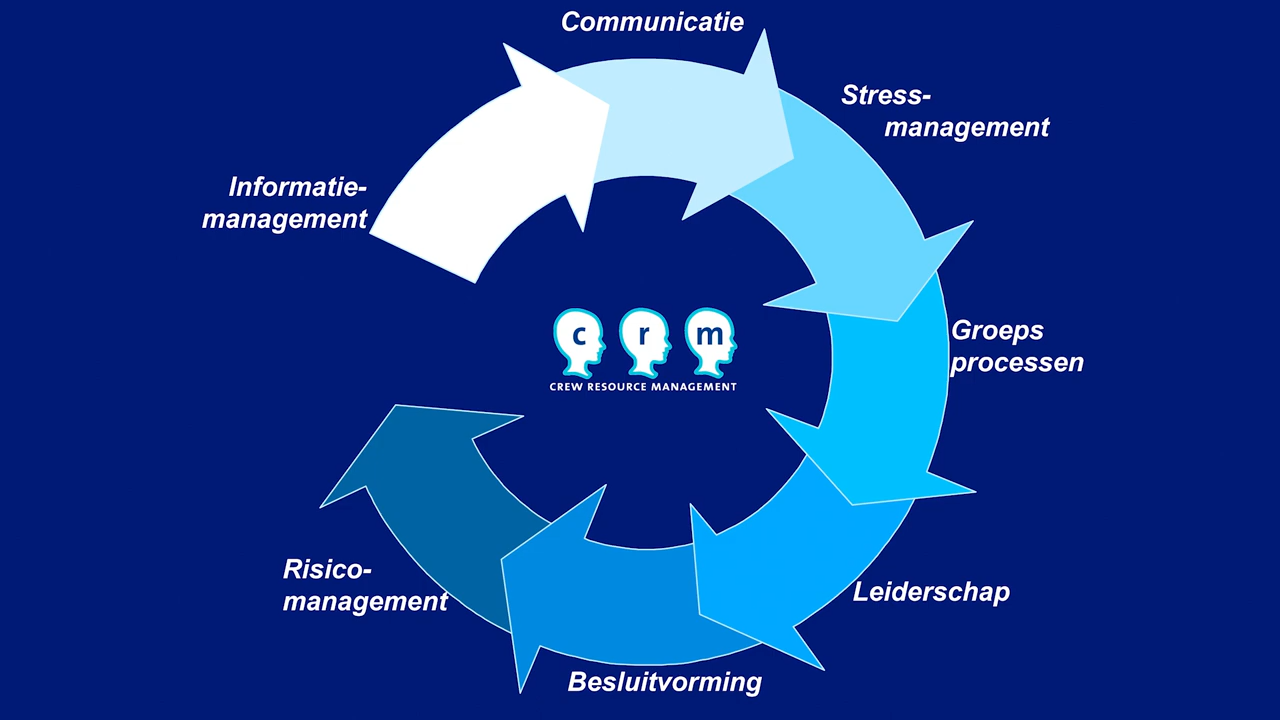 Communicatie
Stress-
management
Informatie-
management
c r m
CREW RESOURCE MANAGEMENT
Groeps
processen
Risico-
management
Leiderschap
Besluitvorming